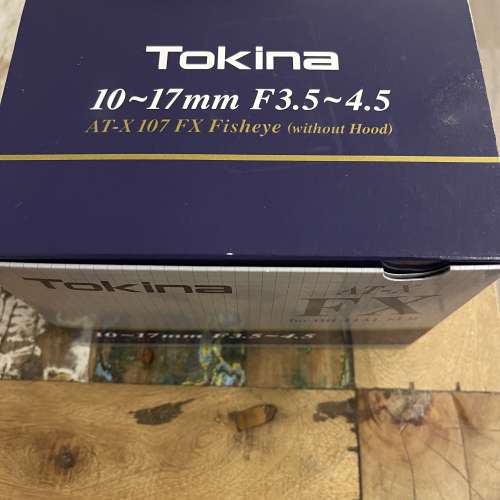 Tokina
10~17mm F3.5~4.5
AT-X 107 FX Fisheye (without Hood)
Tokina
AT-X
FX
10~17mm F3.5~4.5